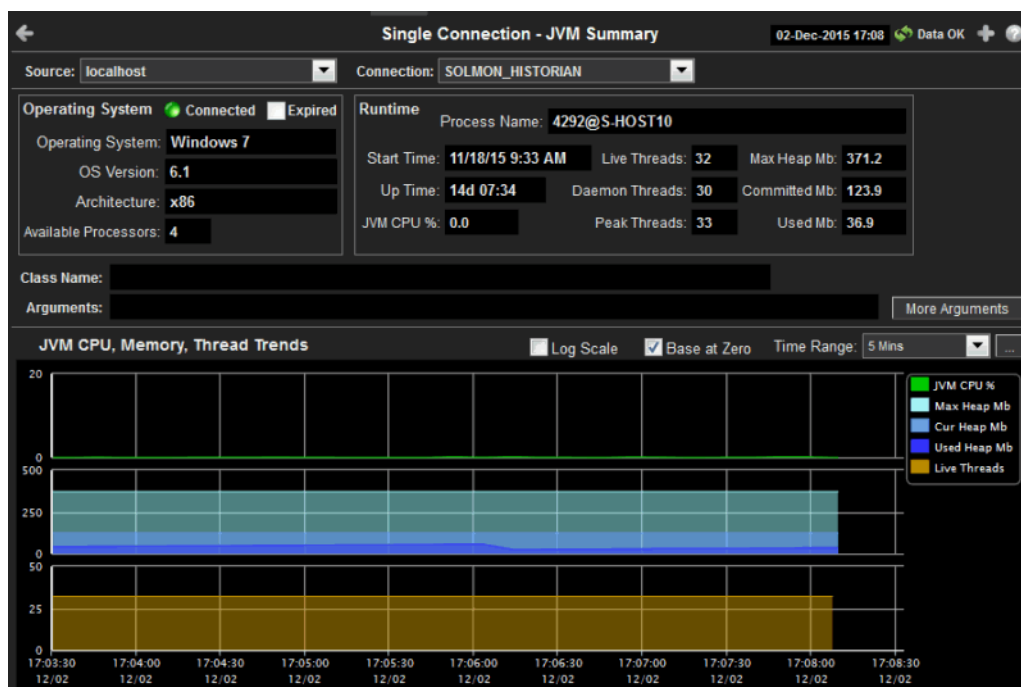 Single Connection - JVM Summary 02-Dec-2015 17:08 Data OK
Source: localhost Connection: SOLMON_HISTORIAN
Operating System Connected Expired
Operating System: Windows 7
OS Version: 6.1
Architecture: x86
Available Processors: 4
Runtime
Process Name: 4292@S-HOST10
Start Time: 11/18/15 9:33 AM Live Threads: 32 Max Heap Mb: 371.2
Up Time: 14d 07:34 Daemon Threads: 30 Committed Mb: 123.9
JVM CPU %: 0.0 Peak Threads: 33 Used Mb: 36.9
Class Name:
Arguments: More Arguments
JVM CPU, Memory, Thread Trends Log Scale Base at Zero Time Range: 5 Mins ...
20
0
500
250
0
50
25
0
JVM CPU %
Max Heap Mb
Cur Heap Mb
Used Heap Mb
Live Threads
17:03:30 17:04:00 17:04:30 17:05:00 17:05:30 17:06:00 17:06:30 17:07:00 17:07:30 17:08:00 17:08:30
12/02 12/02 12/02 12/02 12/02 12/02 12/02 12/02 12/02 12/02 12/02